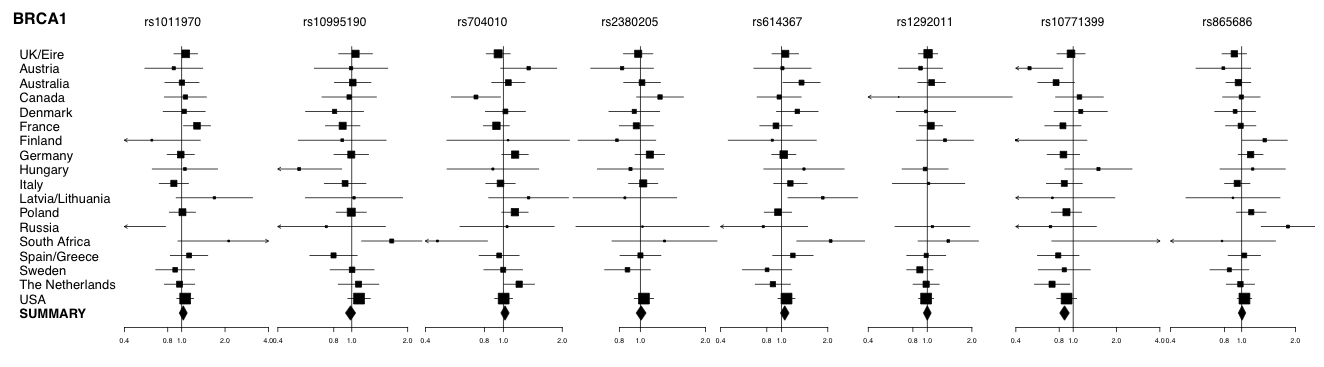 BRCA1
rs1011970 rs10995190 rs704010 rs2380205 rs614367 rs1292011 rs10771399 rs865686
UK/Eire
Austria
Australia
Canada
Denmark
France
Finland
Germany
Hungary
Italy
Latvia/Lithuania
Poland
Russia
South Africa
Spain/Greece
Sweden
The Netherlands
USA
SUMMARY
0.4 0.8 1.0 2.0 4.0 0.4 0.8 1.0 2.0 0.4 0.8 1.0 2.0 0.8 1.0 2.0 0.4 0.8 1.0 2.0 0.4 0.8 1.0 2.0 0.4 0.8 1.0 2.0 4.0 0.4 0.8 1.0 2.0